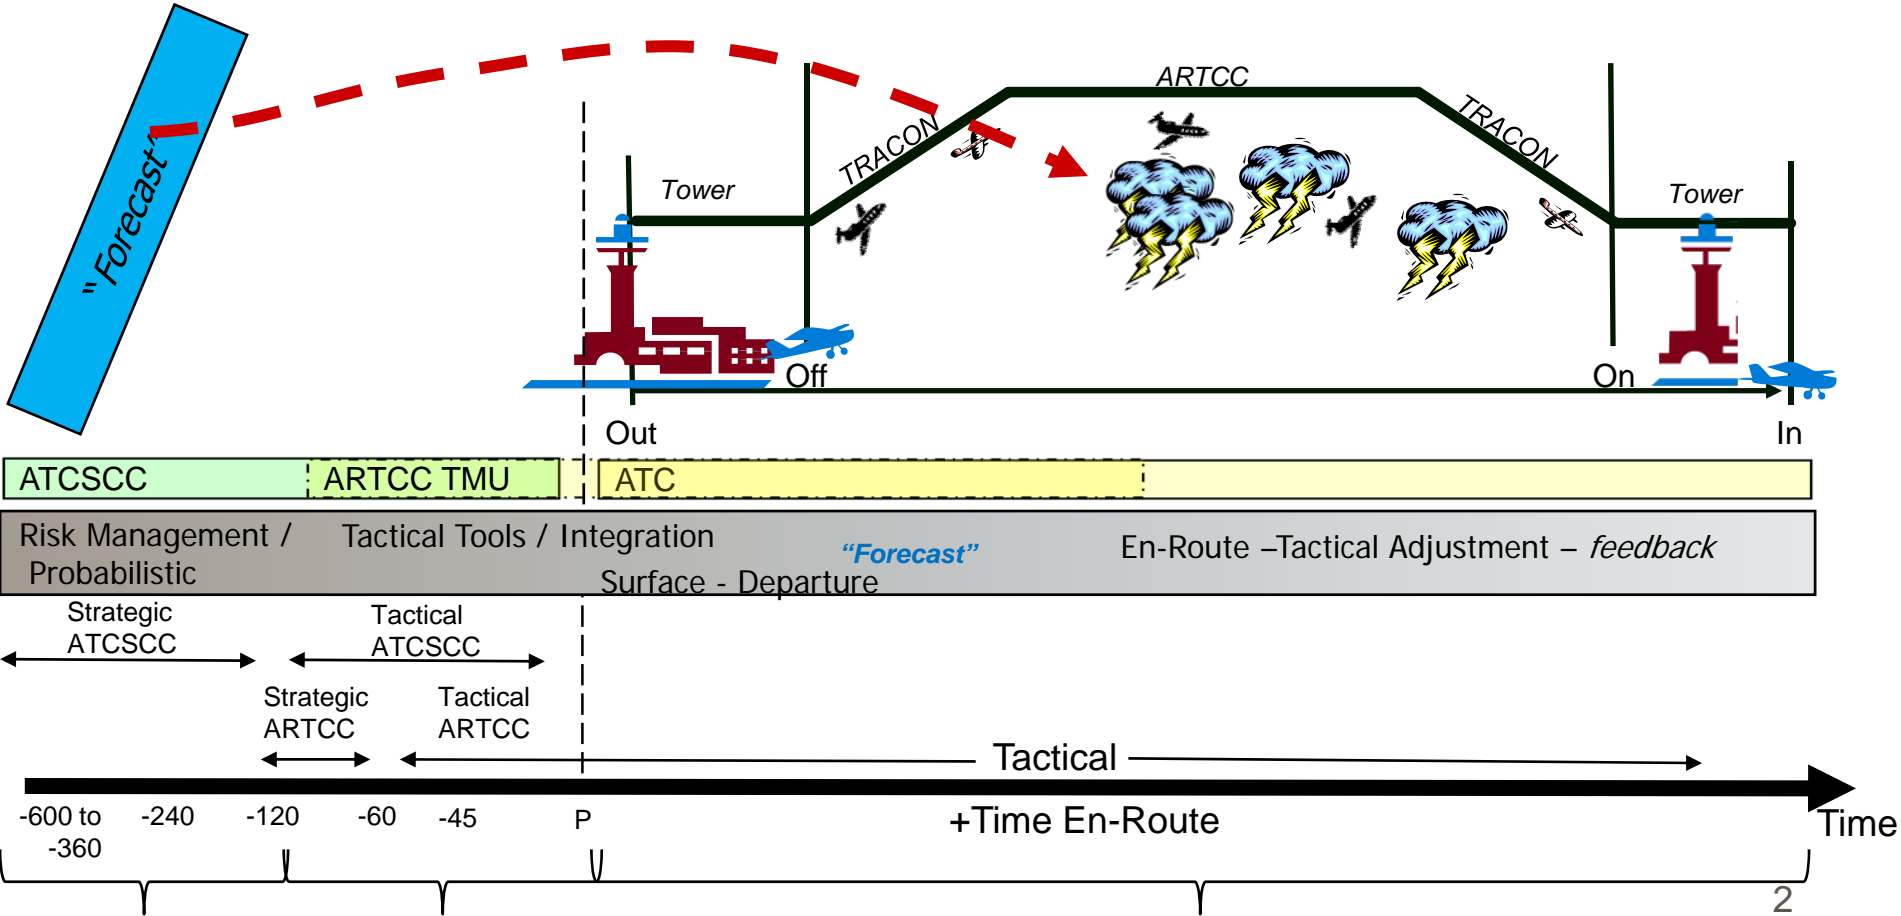 “Forecast”
ARTCC
TRACON
TRACON
Tower
Tower
Off
On
Out
In
ATCSCC
ARTCC TMU
ATC
Risk Management /
Probabilistic
Tactical Tools / Integration
Surface - Departure
“Forecast”
En-Route –Tactical Adjustment – feedback
Strategic
ATCSCC
Tactical
ATCSCC
Strategic
ARTCC
Tactical
ARTCC
Tactical
-600 to
-360
-240
-120
-60
-45
P
+Time En-Route
Time
2